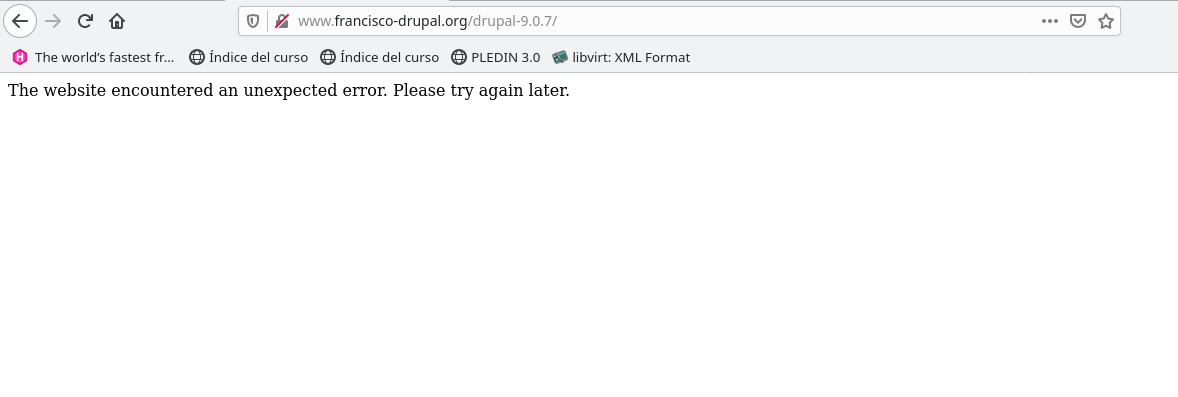 www.francisco-drupal.org/drupal-9.0.7/
The world’s fastest fr... Índice del curso Índice del curso PLEDIN 3.0 libvirt: XML Format
The website encountered an unexpected error. Please try again later.